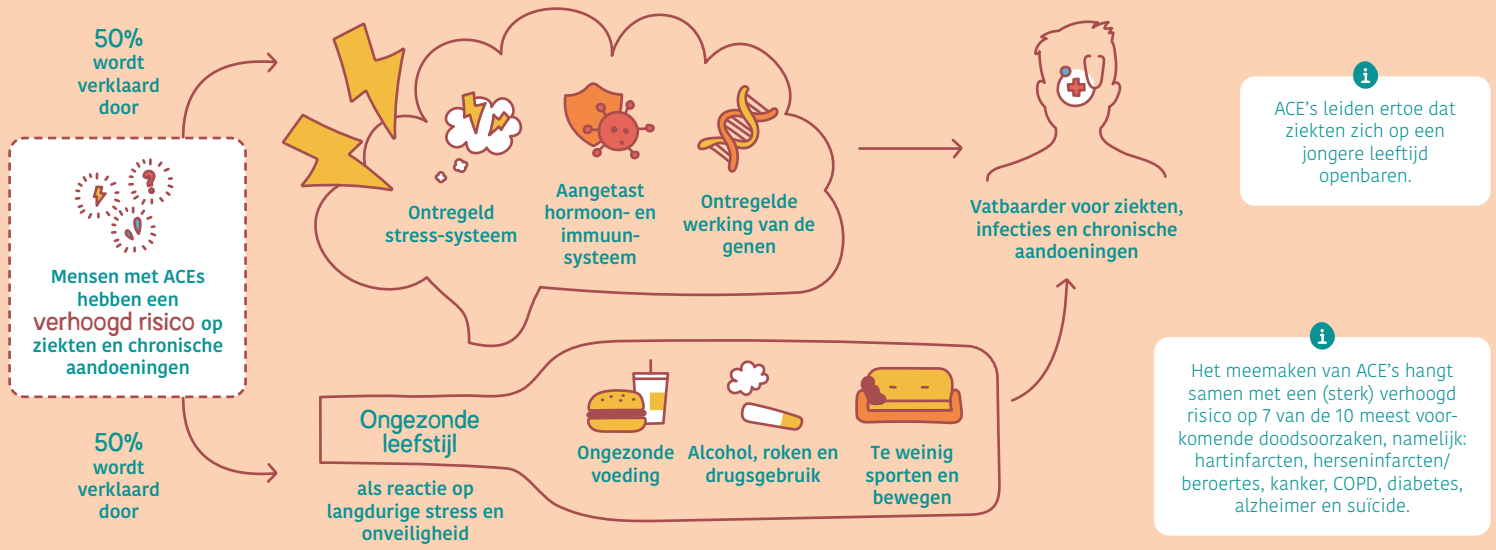 50%
wordt
verklaard
door
Mensen met ACEs
hebben een
verhoogd risico op
ziekten en chronische
aandoeningen
50%
wordt
verklaard
door
Ontregeld
stress-systeem
Aangetast
hormoon- en
immuun-
systeem
Ontregelde
werking van de
genen
Ongezonde
leefstijl
als reactie op
langdurige stress en
onveiligheid
Ongezonde
voeding
Alcohol, roken en
drugsgebruik
Te weinig
sporten en
bewegen
Vatbaarder voor ziekten,
infecties en chronische
aandoeningen
i
ACE's leiden ertoe dat
ziekten zich op een
jongere leeftijd
openbaren.
i
Het meemaken van ACE's hangt
samen met een (sterk) verhoogd
risico op 7 van de 10 meest voor-
komende doodsoorzaken, namelijk:
hartinfarcten, herseninfarcten/
beroertes, kanker, COPD, diabetes,
alzheimer en suïcide.